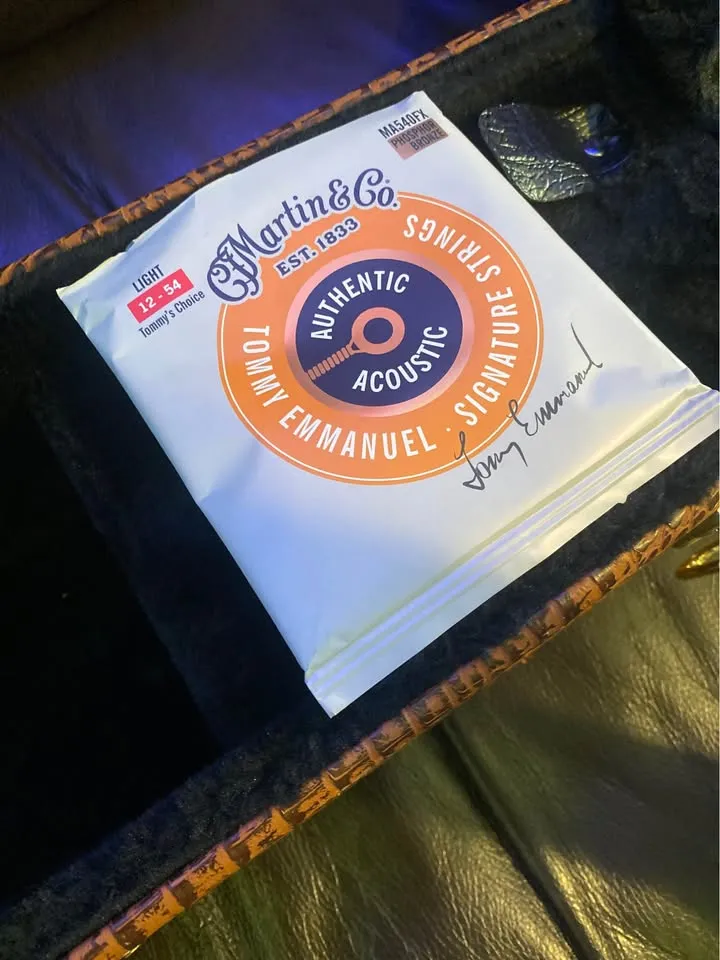 MA540FX
PHOSPHOR
BRONZE
LIGHT
12 - 54
Tommy's Choice
CF Martin & Co.
EST. 1833
AUTHENTIC
ACOUSTIC
TOMMY EMMANUEL · SIGNATURE STRINGS
Tommy Emmanuel